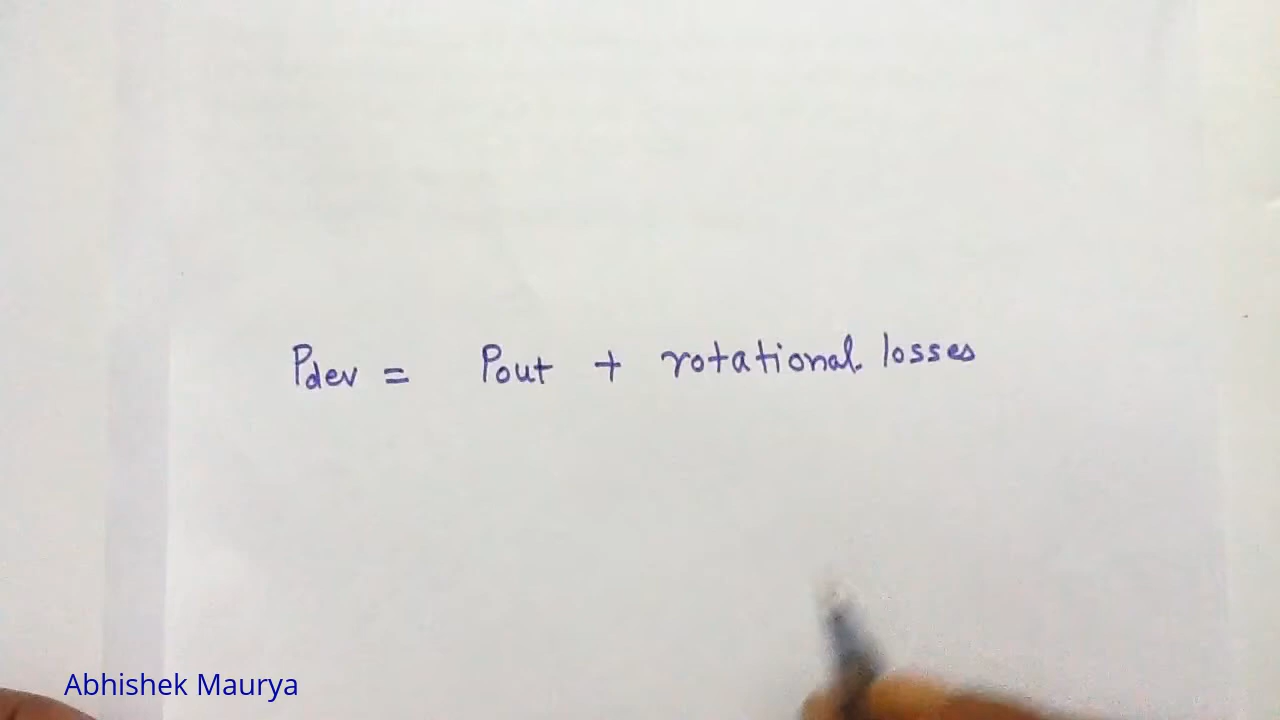 Pdev = Pout + rotational losses
Abhishek Maurya